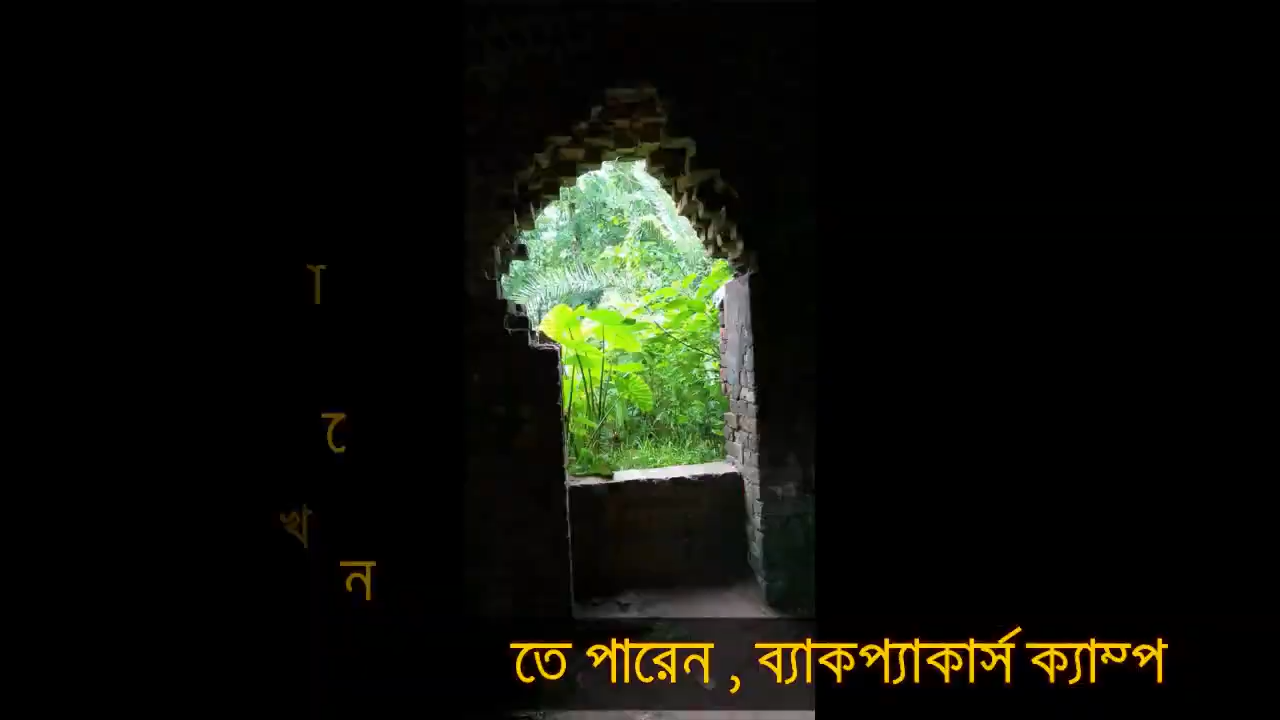 া
ে
খ
ন
তে পারেন , ব্যাকপ্যাকার্স ক্যাম্প